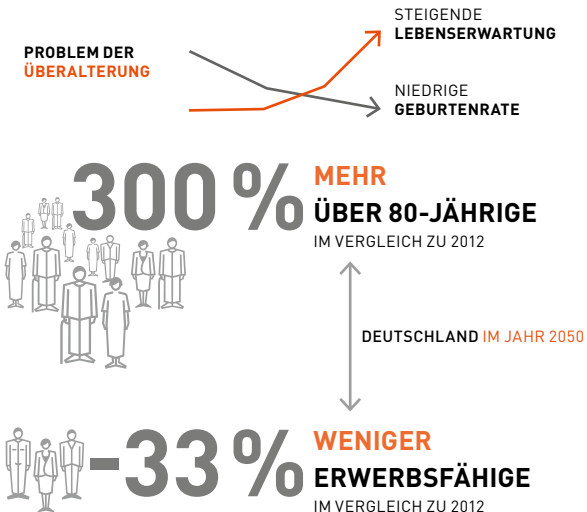 PROBLEM DER
ÜBERALTERUNG
STEIGENDE
LEBENSERWARTUNG
NIEDRIGE
GEBURTENRATE
300 %
MEHR
ÜBER 80-JÄHRIGE
IM VERGLEICH ZU 2012
DEUTSCHLAND IM JAHR 2050
-33 %
WENIGER
ERWERBSFÄHIGE
IM VERGLEICH ZU 2012